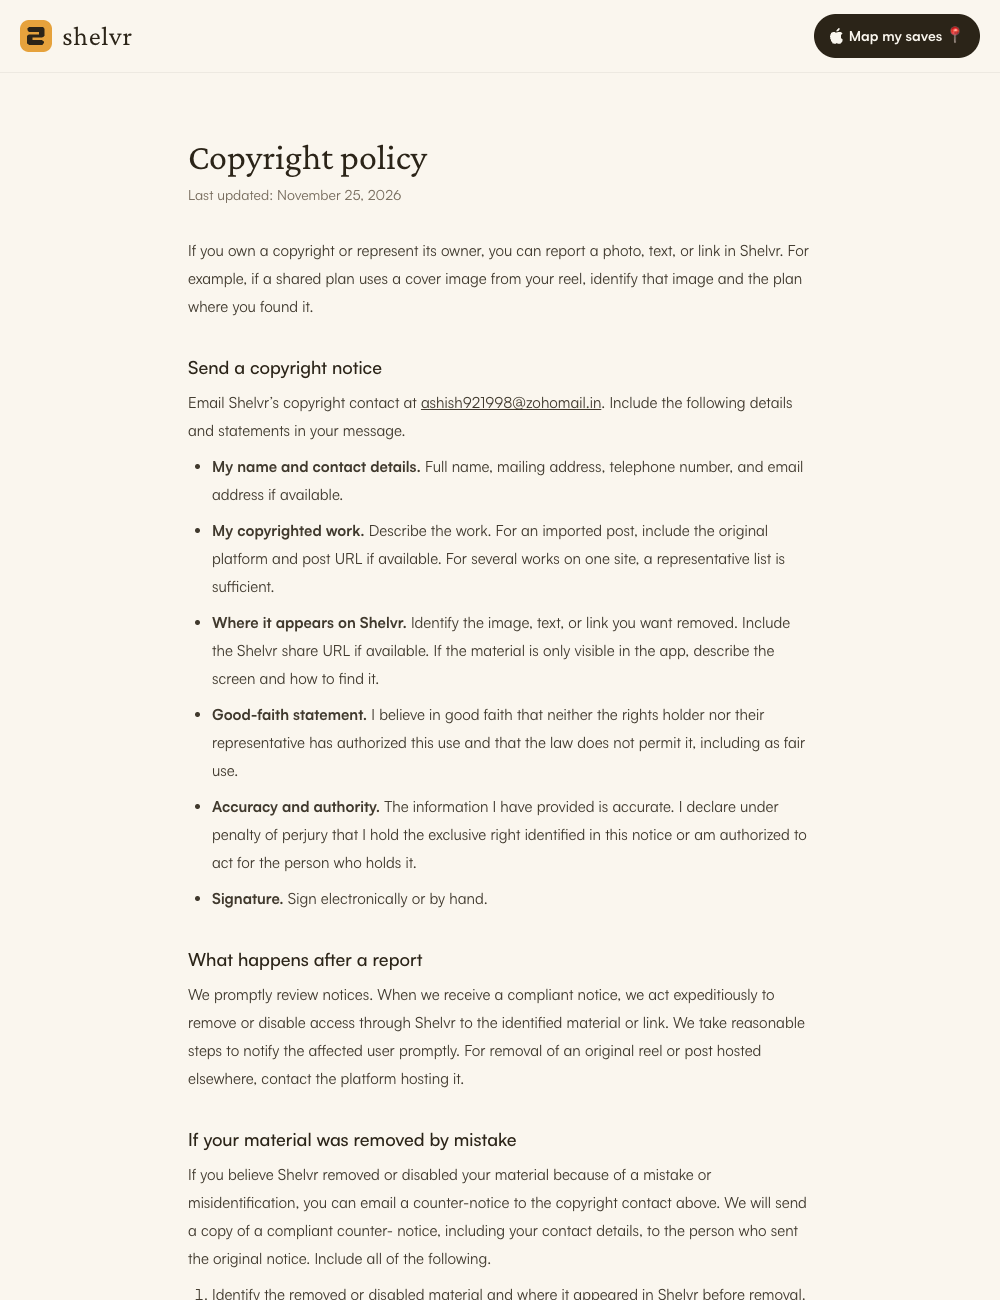 shelvr
Map my saves
Copyright policy
Last updated: November 25, 2026
If you own a copyright or represent its owner, you can report a photo, text, or link in Shelvr. For
example, if a shared plan uses a cover image from your reel, identify that image and the plan
where you found it.
Send a copyright notice
Email Shelvr’s copyright contact at ashish921998@zohomail.in. Include the following details
and statements in your message.
• My name and contact details. Full name, mailing address, telephone number, and email
address if available.
• My copyrighted work. Describe the work. For an imported post, include the original
platform and post URL if available. For several works on one site, a representative list is
sufficient.
• Where it appears on Shelvr. Identify the image, text, or link you want removed. Include
the Shelvr share URL if available. If the material is only visible in the app, describe the
screen and how to find it.
• Good-faith statement. I believe in good faith that neither the rights holder nor their
representative has authorized this use and that the law does not permit it, including as fair
use.
• Accuracy and authority. The information I have provided is accurate. I declare under
penalty of perjury that I hold the exclusive right identified in this notice or am authorized to
act for the person who holds it.
• Signature. Sign electronically or by hand.
What happens after a report
We promptly review notices. When we receive a compliant notice, we act expeditiously to
remove or disable access through Shelvr to the identified material or link. We take reasonable
steps to notify the affected user promptly. For removal of an original reel or post hosted
elsewhere, contact the platform hosting it.
If your material was removed by mistake
If you believe Shelvr removed or disabled your material because of a mistake or
misidentification, you can email a counter-notice to the copyright contact above. We will send
a copy of a compliant counter- notice, including your contact details, to the person who sent
the original notice. Include all of the following.
1. Identify the removed or disabled material and where it appeared in Shelvr before removal,